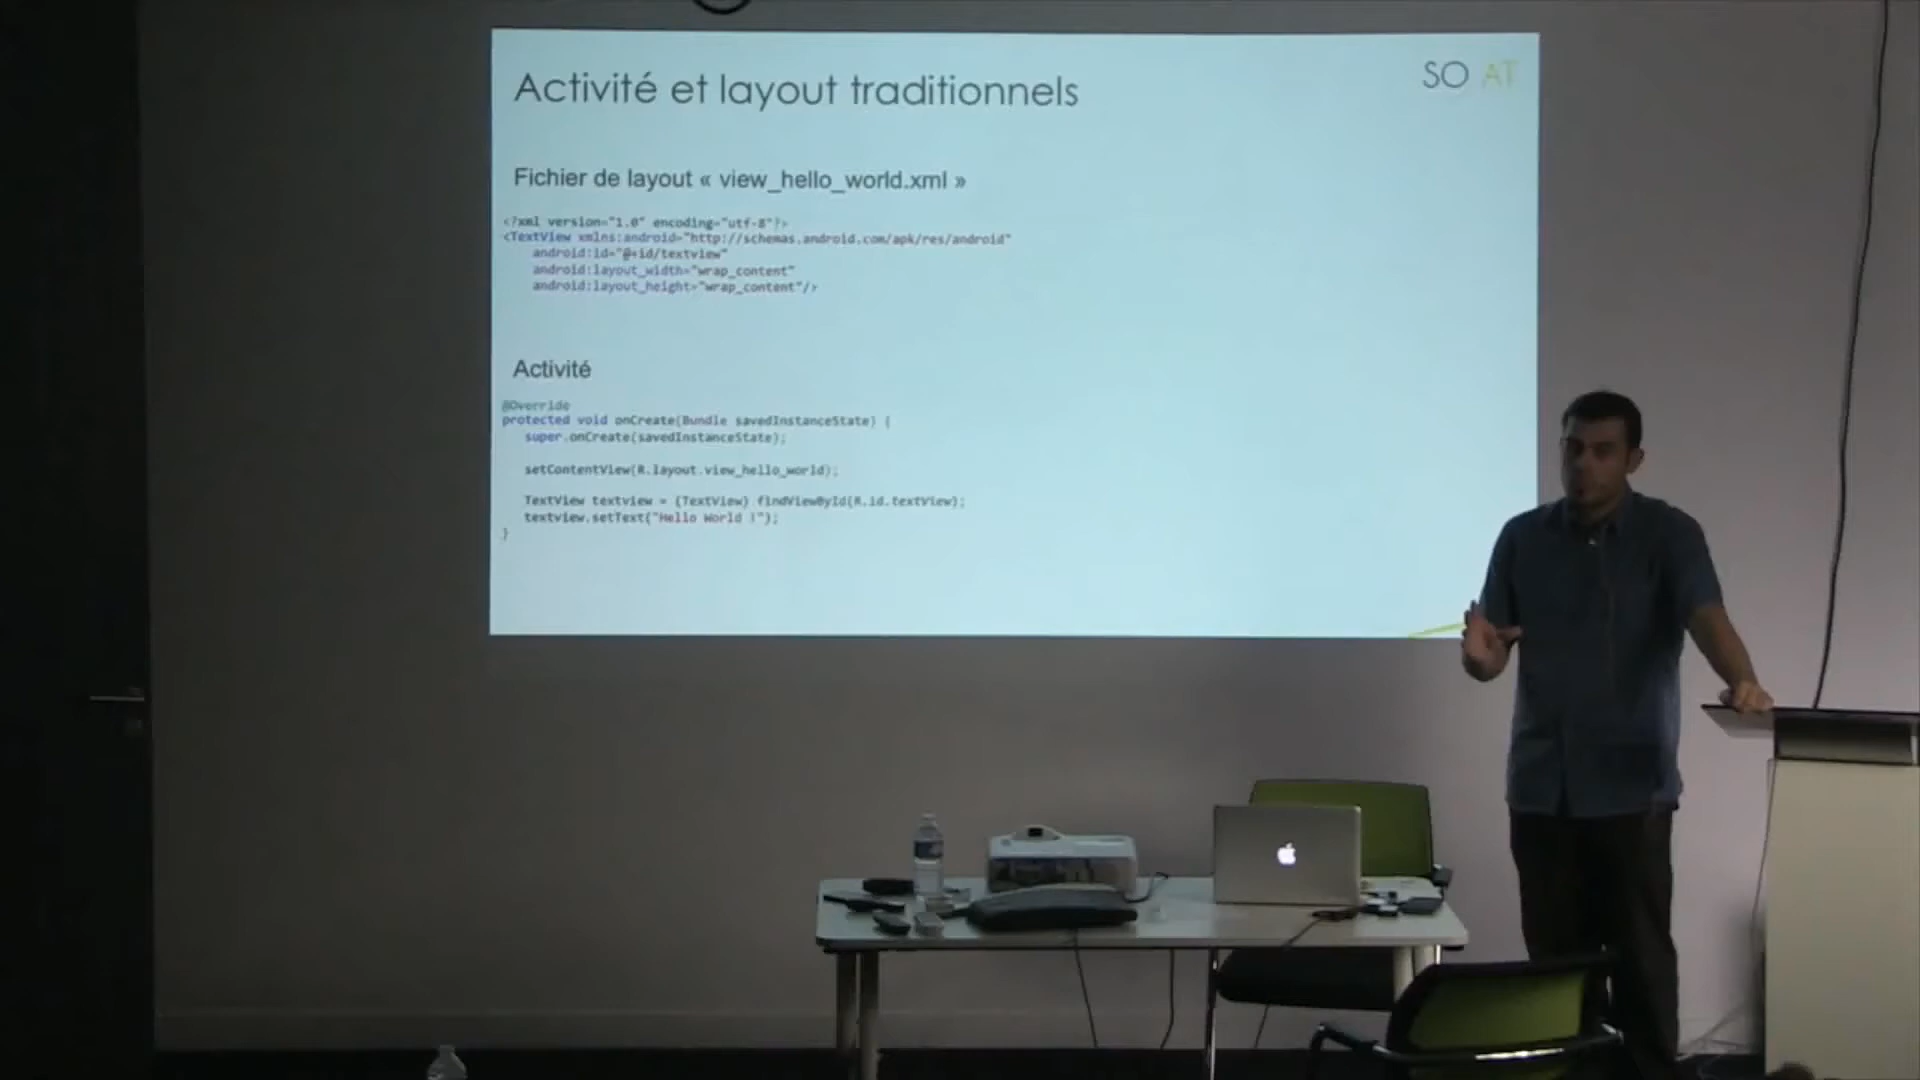 Activité et layout traditionnels
SO AT
Fichier de layout « view_hello_world.xml »
<?xml version="1.0" encoding="utf-8"?>
<TextView xmlns:android="http://schemas.android.com/apk/res/android"
android:id="@+id/textview"
android:layout_width="wrap_content"
android:layout_height="wrap_content"/>
Activité
@Override
protected void onCreate(Bundle savedInstanceState) {
super.onCreate(savedInstanceState);
setContentView(R.layout.view_hello_world);
TextView textview = (TextView) findViewById(R.id.textView);
textview.setText("Hello World !");
}